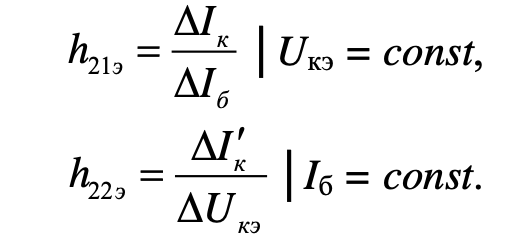 h₂₁э = ΔIк / ΔIб | Uкэ = const,
h₂₂э = ΔI′к / ΔUкэ | Iб = const.